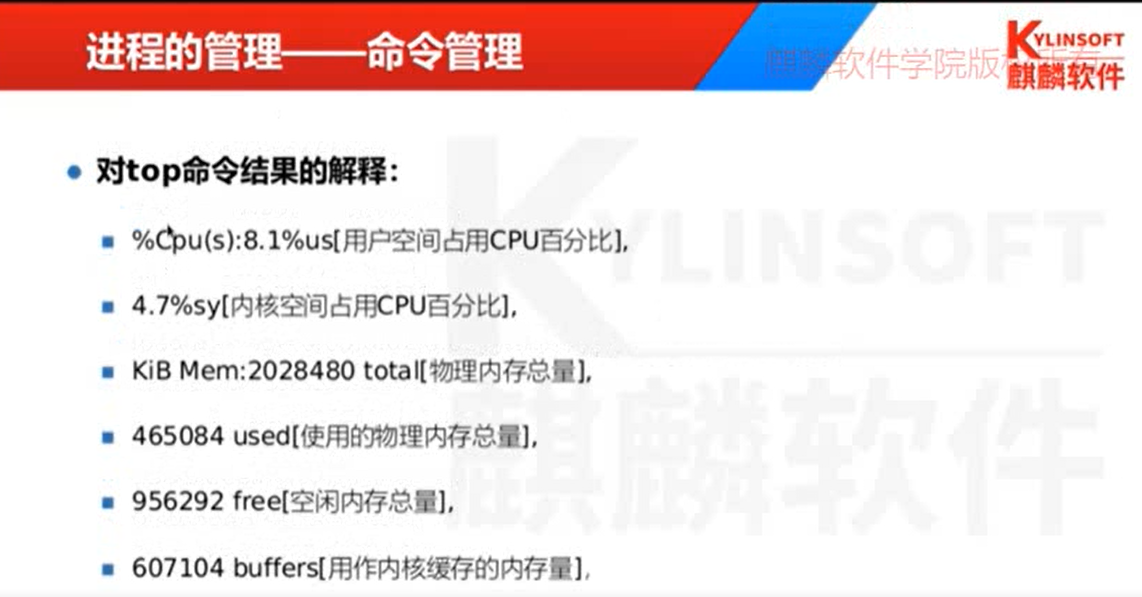 进程的管理——命令管理
麒麟软件学院版权所有
KYLINSOFT
麒麟软件
对top命令结果的解释：
%Cpu(s):8.1%us[用户空间占用CPU百分比],
4.7%sy[内核空间占用CPU百分比],
KiB Mem:2028480 total[物理内存总量],
465084 used[使用的物理内存总量],
956292 free[空闲内存总量],
607104 buffers[用作内核缓存的内存量],
KYLINSOFT
麒麟软件